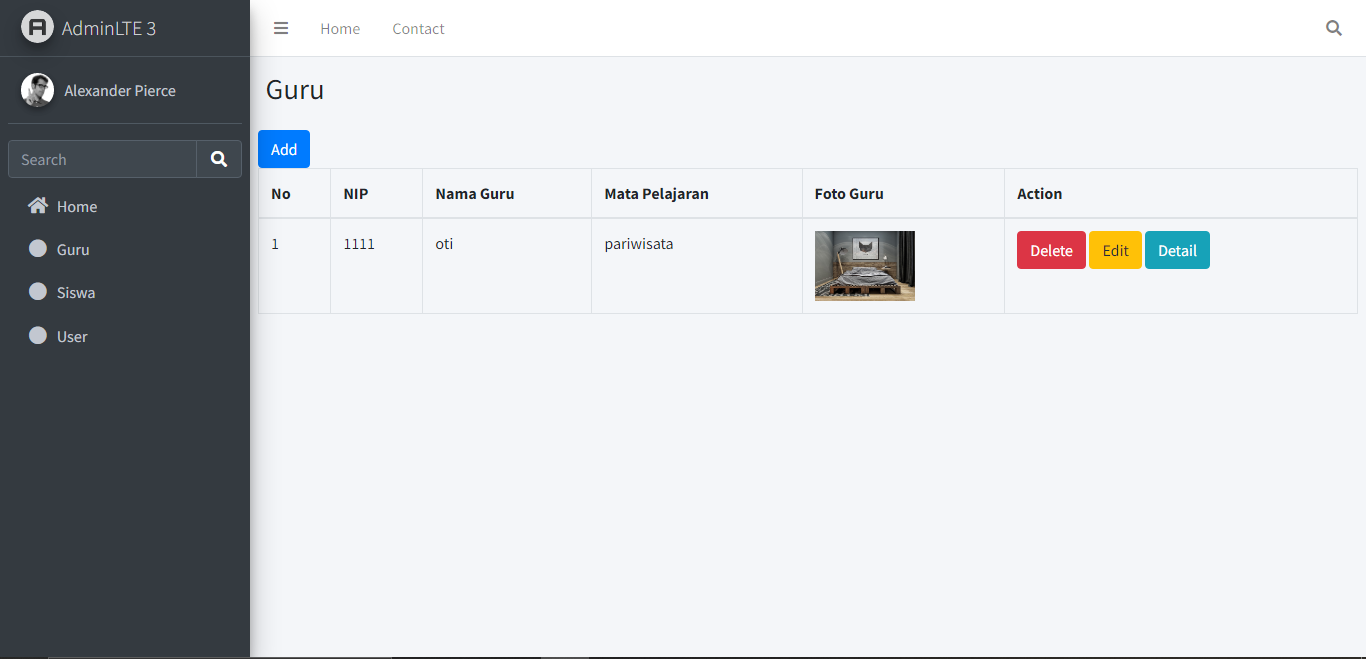 AdminLTE 3
Home Contact
Alexander Pierce
Search
Home
Guru
Siswa
User
Guru
Add
No NIP Nama Guru Mata Pelajaran Foto Guru Action
1 1111 oti pariwisata Delete Edit Detail